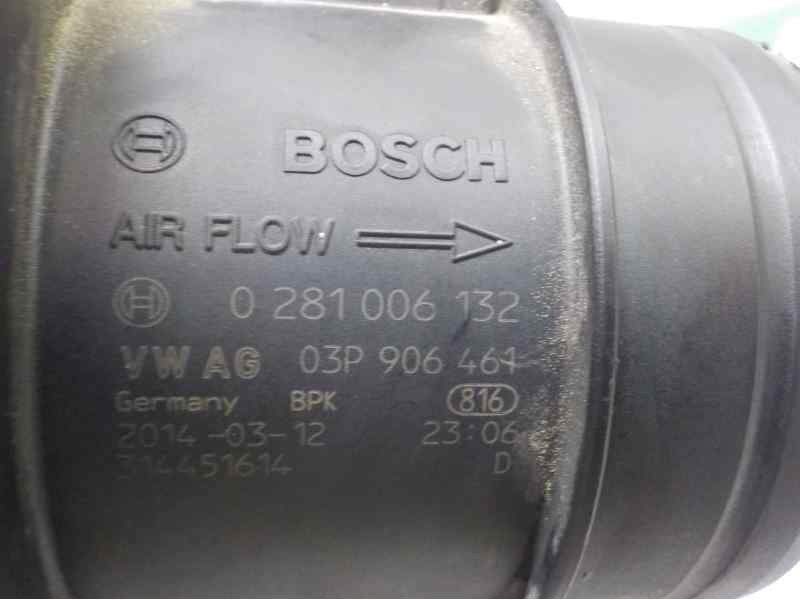 BOSCH
AIR FLOW
0 281 006 132
VW AG 03P 906 461
Germany BPK 816
2014-03-12 23:06
314451614 D